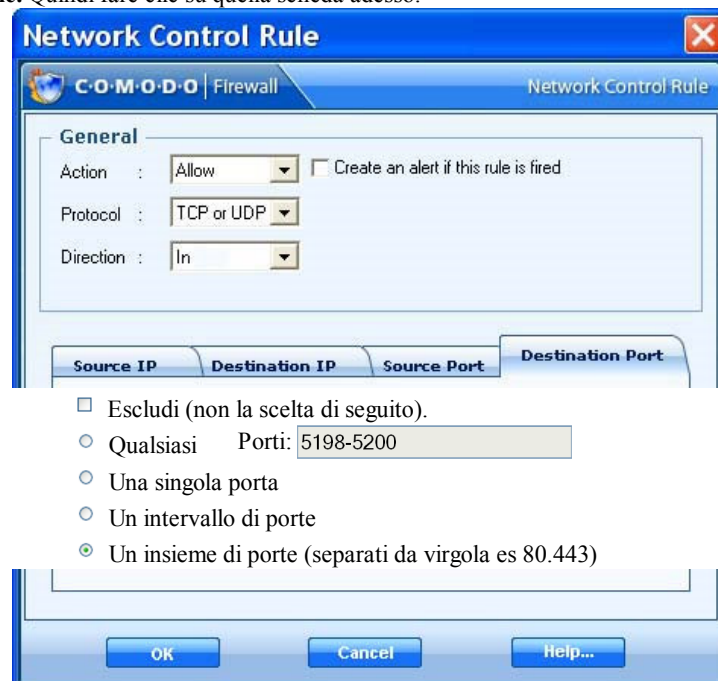 Quindi fare clic su quella scheda adesso:
Network Control Rule
C·O·M·O·D·O | Firewall
Network Control Rule
General
Action : Allow Create an alert if this rule is fired
Protocol : TCP or UDP
Direction : In
Source IP Destination IP Source Port Destination Port
Escludi (non la scelta di seguito).
Qualsiasi Porti: 5198-5200
Una singola porta
Un intervallo di porte
Un insieme di porte (separati da virgola es 80.443)
OK Cancel Help...